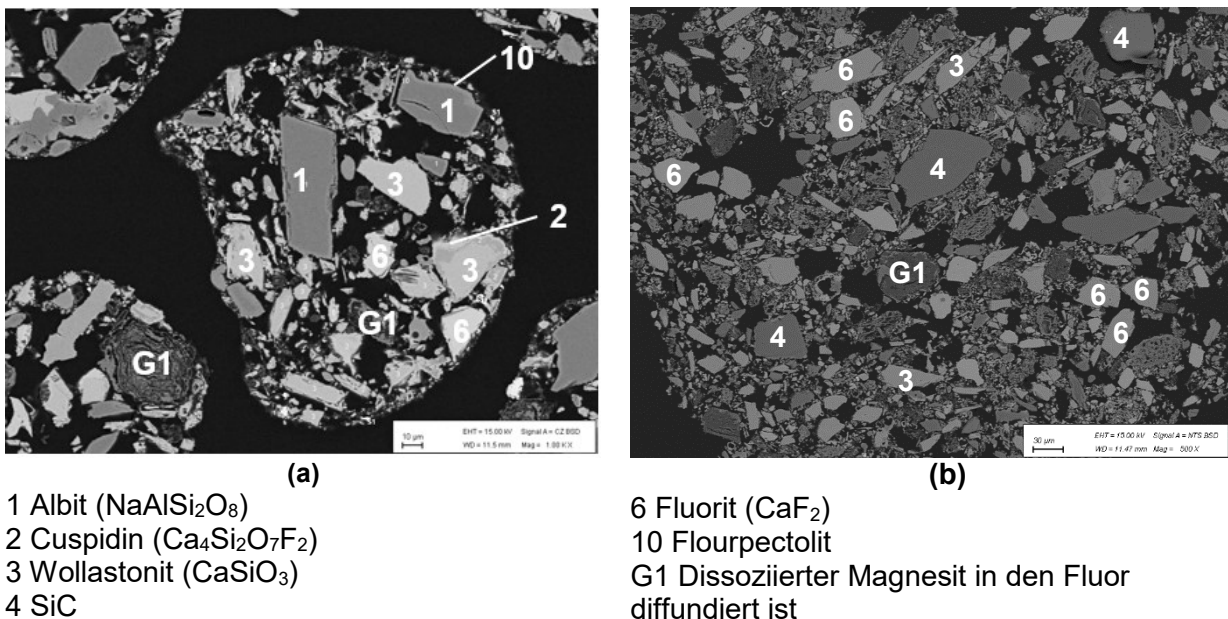 10
1
1
3
2
3
6
3
G1
6
G1
10 µm
EHT = 15.00 kV Signal A = CZ BSD
WD = 11.5 mm Mag = 1.00 K X
(a)
4
6
3
6
4
6
G1
6
6
4
6
3
30 µm
EHT = 15.00 kV Signal A = NTS BSD
WD = 11.47 mm Mag = 500 X
(b)
1 Albit (NaAlSi₂O₈)
2 Cuspidin (Ca₄Si₂O₇F₂)
3 Wollastonit (CaSiO₃)
4 SiC
6 Fluorit (CaF₂)
10 Flourpectolit
G1 Dissoziierter Magnesit in den Fluor
diffundiert ist